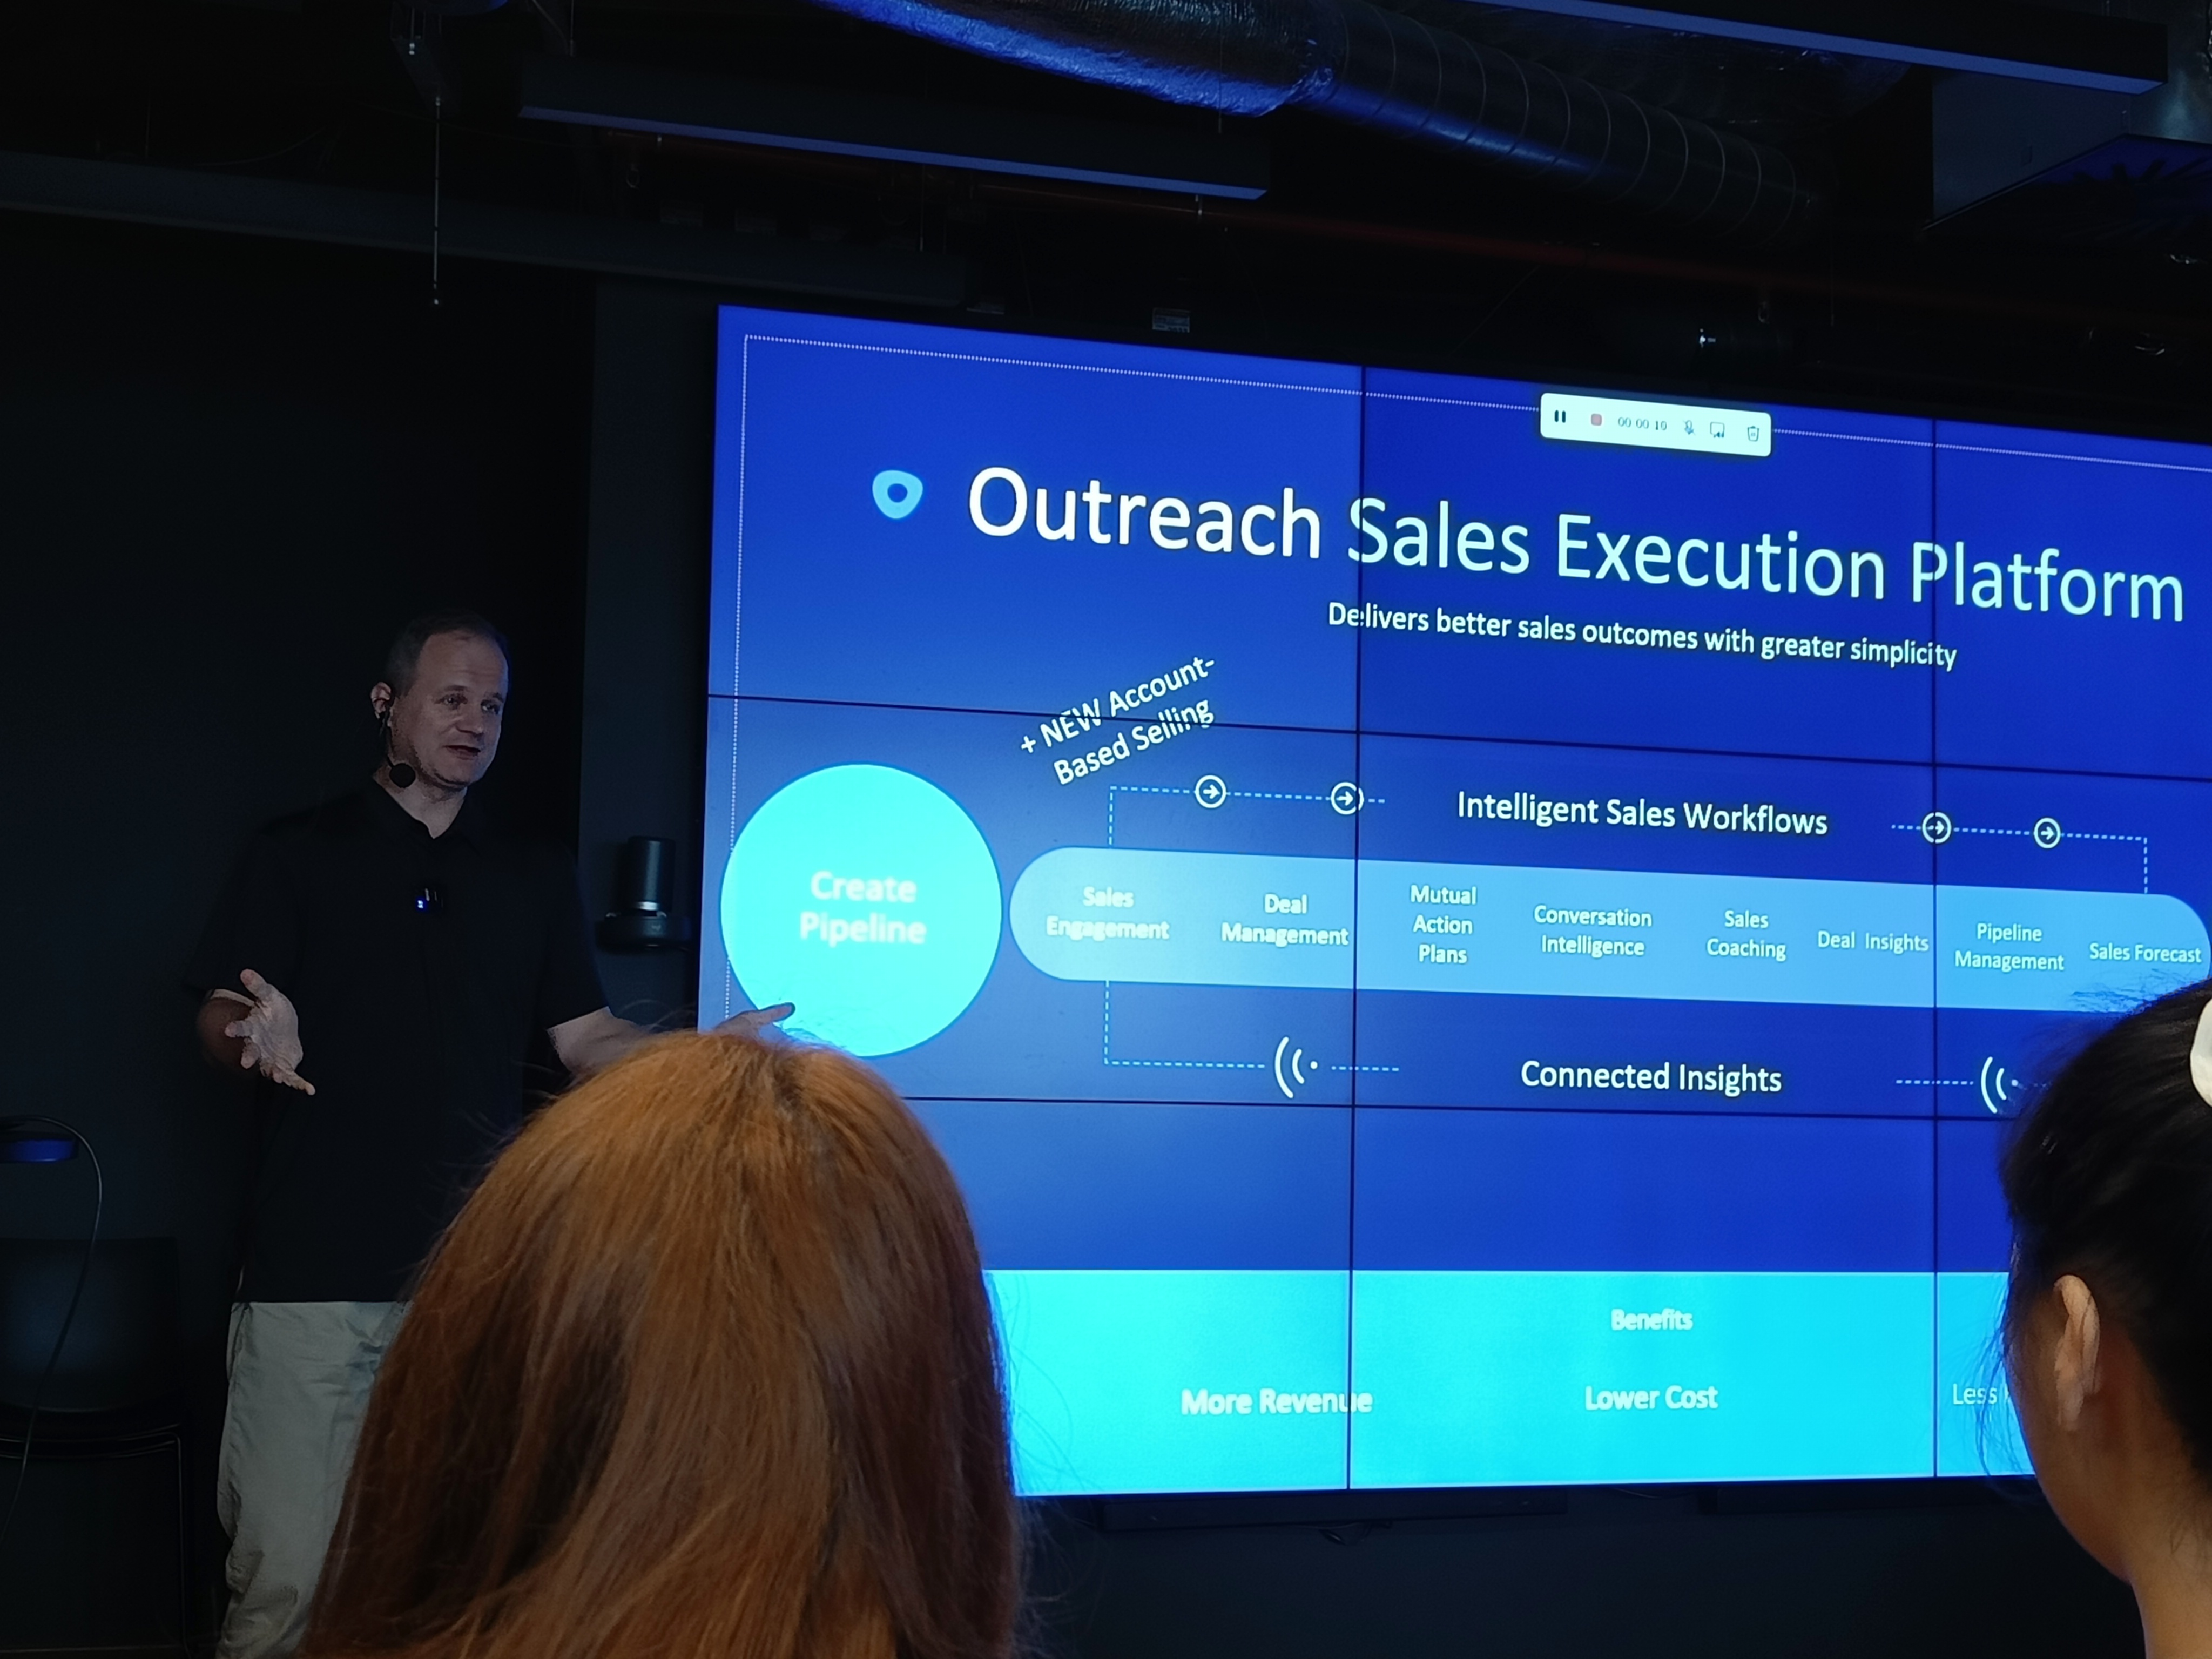 00:00:10
Outreach Sales Execution Platform
Delivers better sales outcomes with greater simplicity
+ NEW Account-
Based Selling
Intelligent Sales Workflows
Create
Pipeline
Sales
Engagement
Deal
Management
Mutual
Action
Plans
Conversation
Intelligence
Sales
Coaching
Deal Insights
Pipeline
Management
Sales Forecast
Connected Insights
Benefits
More Revenue
Lower Cost
Less